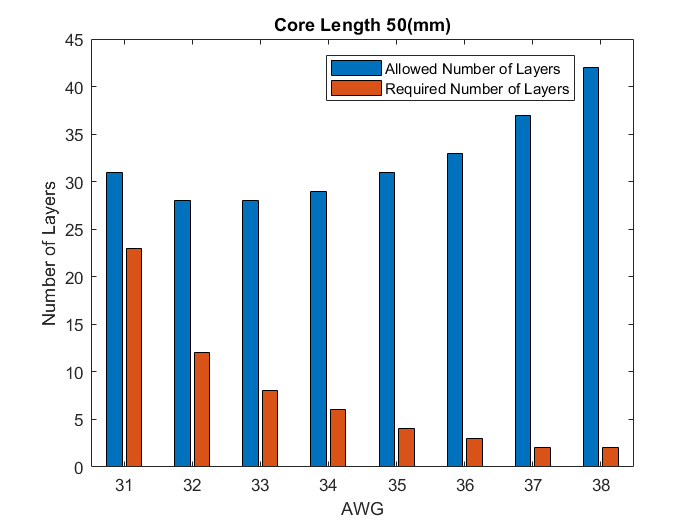 Core Length 50(mm)
Allowed Number of Layers
Required Number of Layers
45
40
35
30
25
20
15
10
5
0
Number of Layers
31 32 33 34 35 36 37 38
AWG